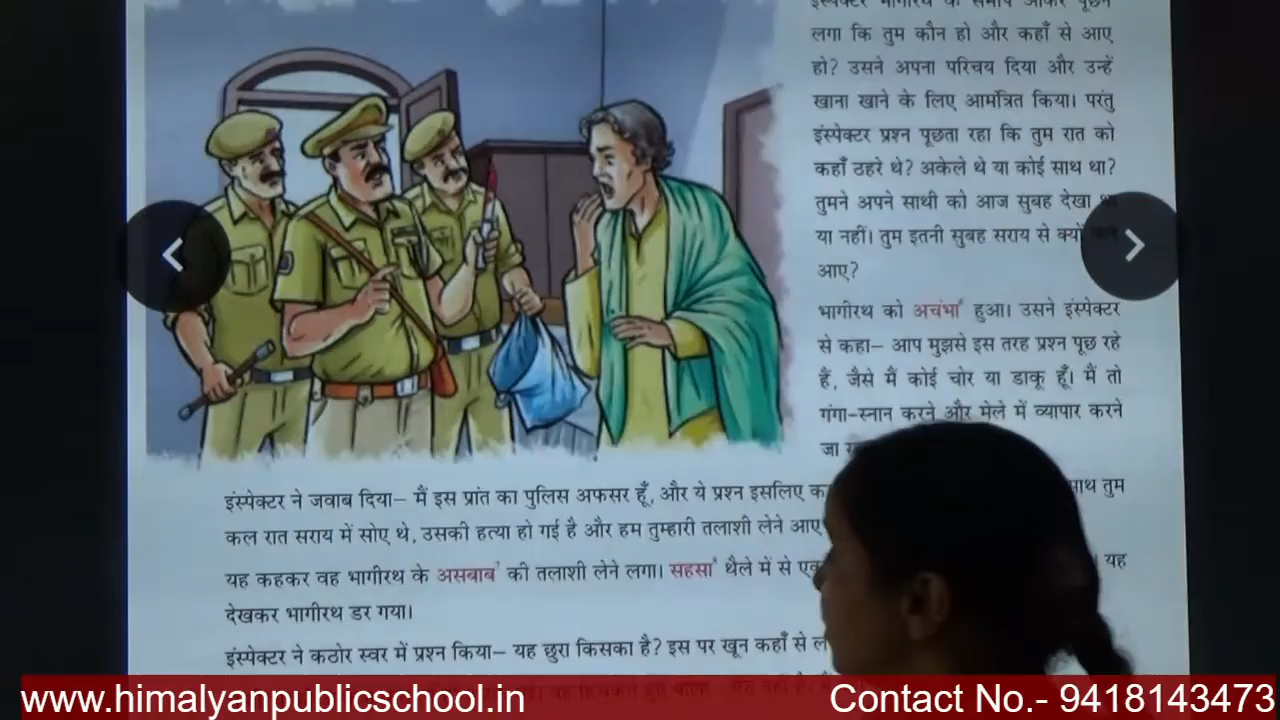 लगा कि तुम कौन हो और कहाँ से आए
हो? उसने अपना परिचय दिया और उन्हें
खाना खाने के लिए आमंत्रित किया। परंतु
इंस्पेक्टर प्रश्न पूछता रहा कि तुम रात को
कहाँ ठहरे थे? अकेले थे या कोई साथ था?
तुमने अपने साथी को आज सुबह देखा
या नहीं। तुम इतनी सुबह सराय से क्यों
आए?
भागीरथ को अचंभा⁶ हुआ। उसने इंस्पेक्टर
से कहा– आप मुझसे इस तरह प्रश्न पूछ रहे
हैं, जैसे मैं कोई चोर या डाकू हूँ। मैं तो
गंगा-स्नान करने और मेले में व्यापार करने
जा
इंस्पेक्टर ने जवाब दिया– मैं इस प्रांत का पुलिस अफसर हूँ, और ये प्रश्न इसलिए साथ तुम
कल रात सराय में सोए थे, उसकी हत्या हो गई है और हम तुम्हारी तलाशी लेने आए
यह कहकर वह भागीरथ के असबाब⁷ की तलाशी लेने लगा। सहसा⁸ थैले में से यह
देखकर भागीरथ डर गया।
इंस्पेक्टर ने कठोर स्वर में प्रश्न किया– यह छुरा किसका है? इस पर खून कहाँ से
www.himalyanpublicschool.in
Contact No.- 9418143473